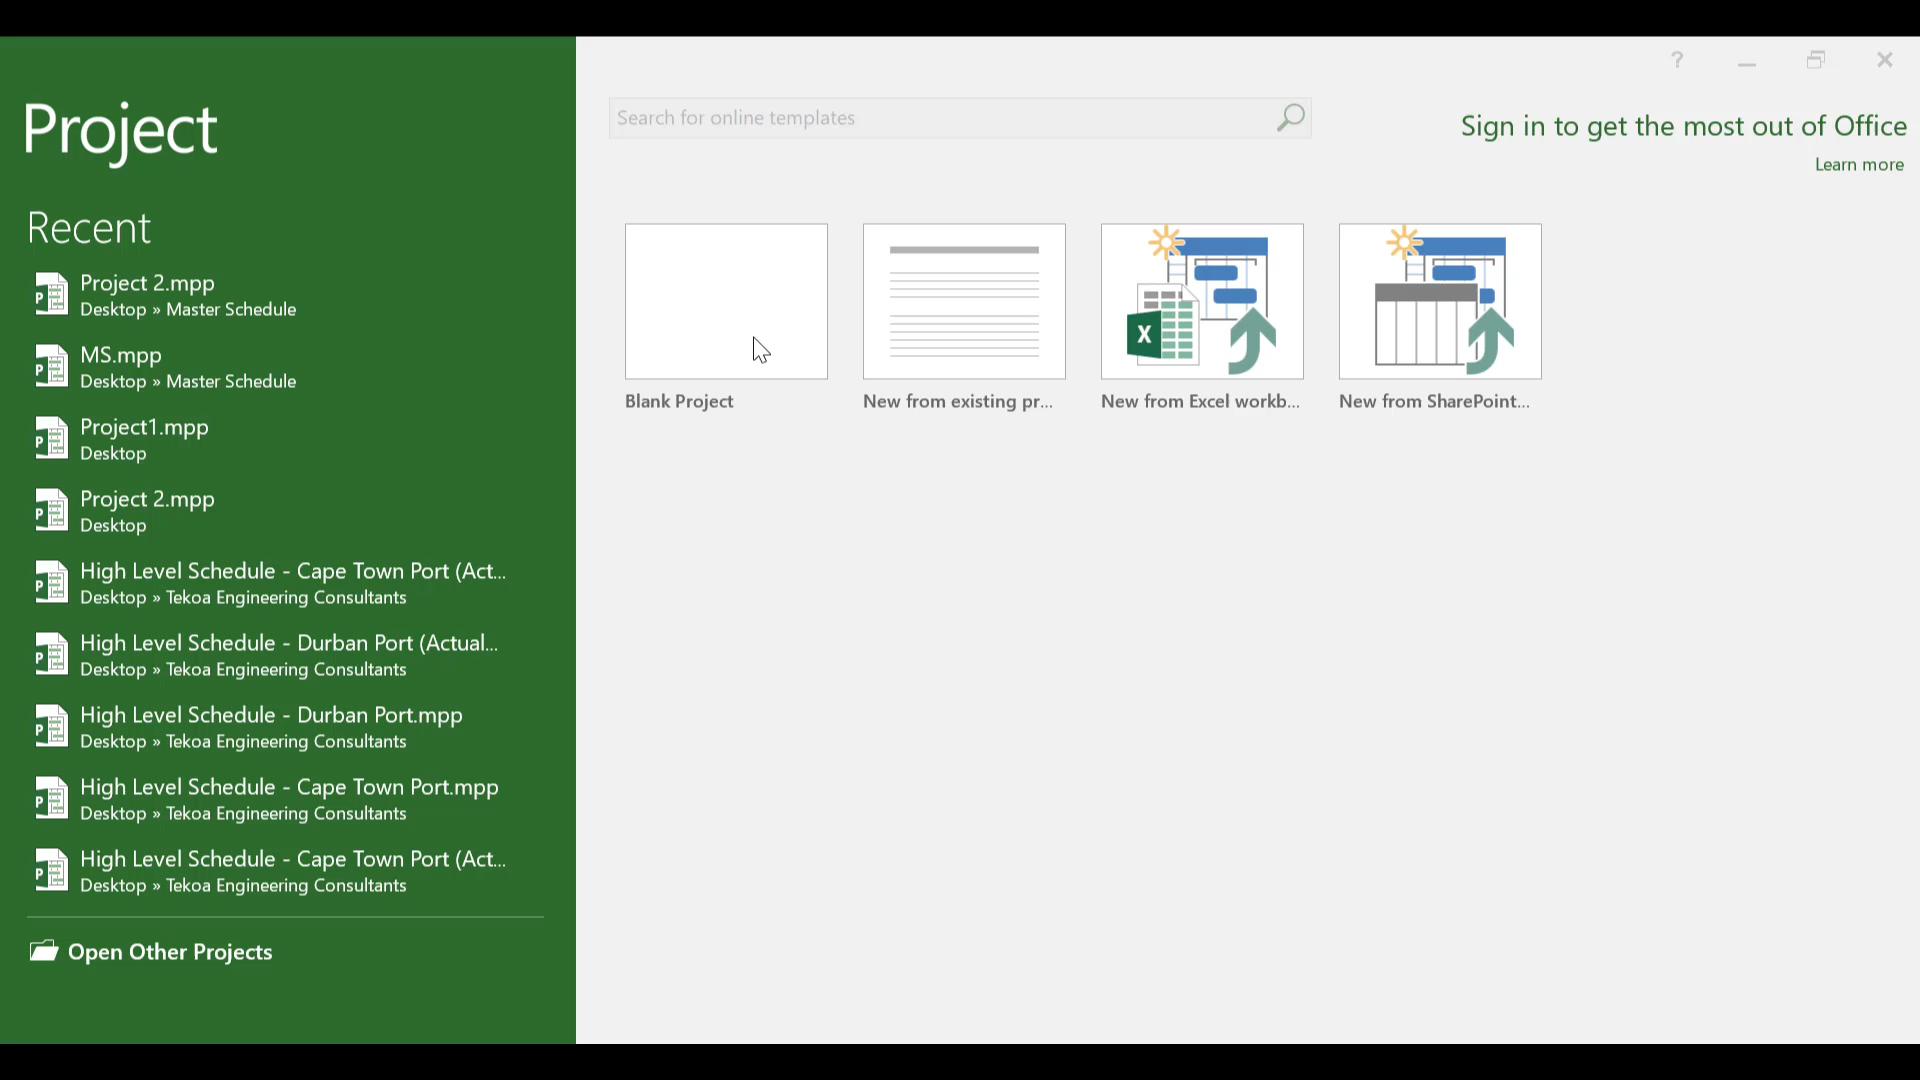 ?
Project
Search for online templates
Sign in to get the most out of Office
Learn more
Recent
Project 2.mpp
Desktop » Master Schedule
MS.mpp
Desktop » Master Schedule
Project1.mpp
Desktop
Project 2.mpp
Desktop
High Level Schedule - Cape Town Port (Act...
Desktop » Tekoa Engineering Consultants
High Level Schedule - Durban Port (Actual...
Desktop » Tekoa Engineering Consultants
High Level Schedule - Durban Port.mpp
Desktop » Tekoa Engineering Consultants
High Level Schedule - Cape Town Port.mpp
Desktop » Tekoa Engineering Consultants
High Level Schedule - Cape Town Port (Act...
Desktop » Tekoa Engineering Consultants
Open Other Projects
Blank Project
New from existing pr...
New from Excel workb...
New from SharePoint...